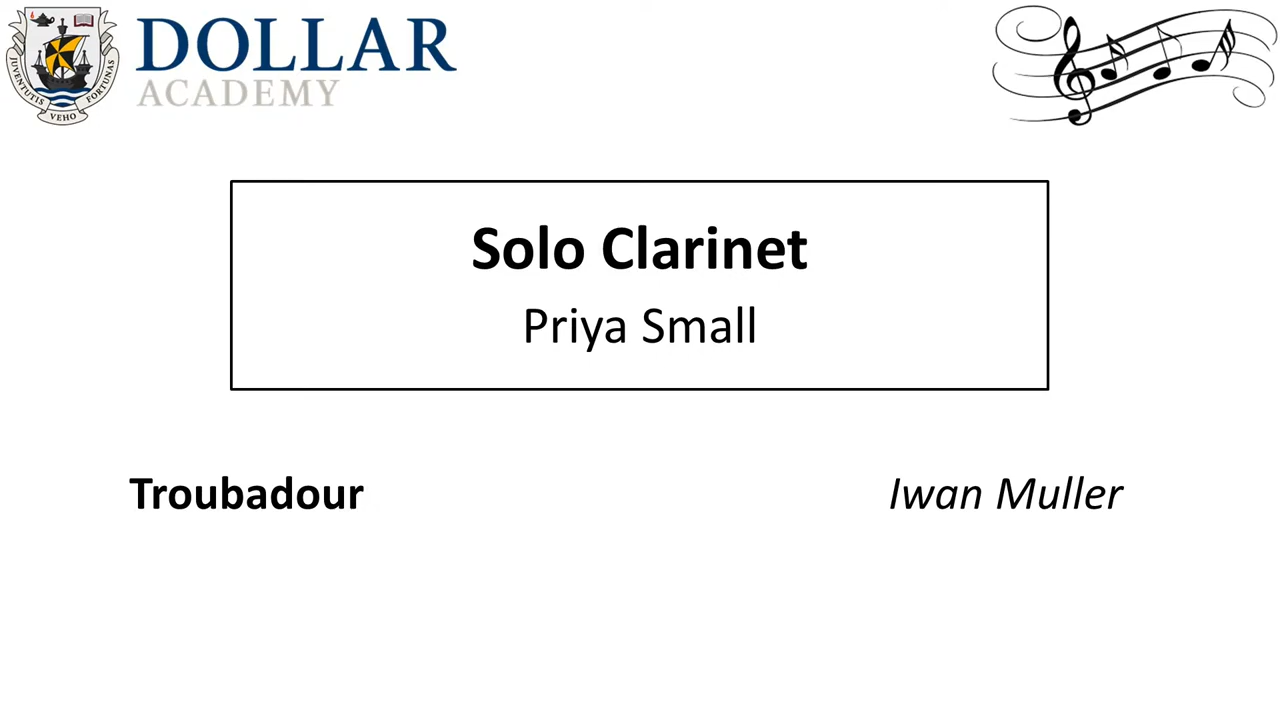 DOLLAR
ACADEMY
JUVENTUTIS VEHO FORTUNAS
Solo Clarinet
Priya Small
Troubadour Iwan Muller